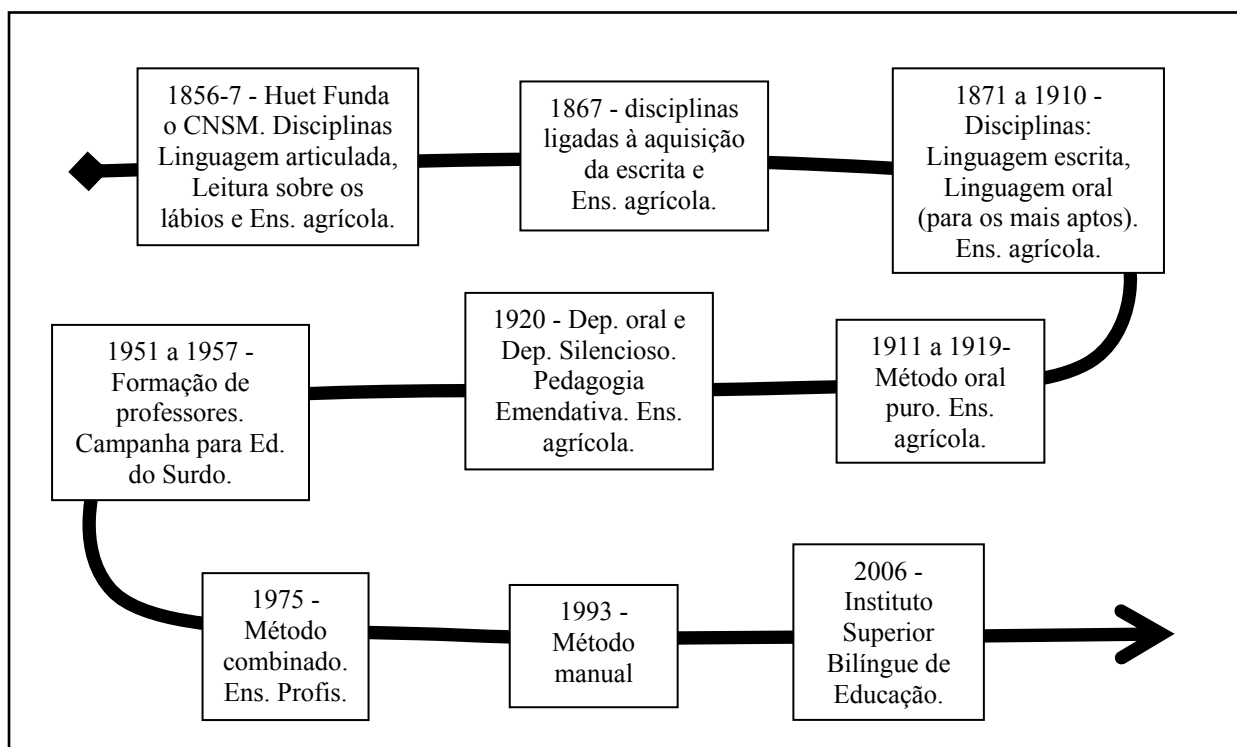 1856-7 - Huet Funda
o CNSM. Disciplinas
Linguagem articulada,
Leitura sobre os
lábios e Ens. agrícola.
1867 - disciplinas
ligadas à aquisição
da escrita e
Ens. agrícola.
1871 a 1910 -
Disciplinas:
Linguagem escrita,
Linguagem oral
(para os mais aptos).
Ens. agrícola.
1911 a 1919-
Método oral
puro. Ens.
agrícola.
1920 - Dep. oral e
Dep. Silencioso.
Pedagogia
Emendativa. Ens.
agrícola.
1951 a 1957 -
Formação de
professores.
Campanha para Ed.
do Surdo.
1975 -
Método
combinado.
Ens. Profis.
1993 -
Método
manual
2006 -
Instituto
Superior
Bilíngue de
Educação.